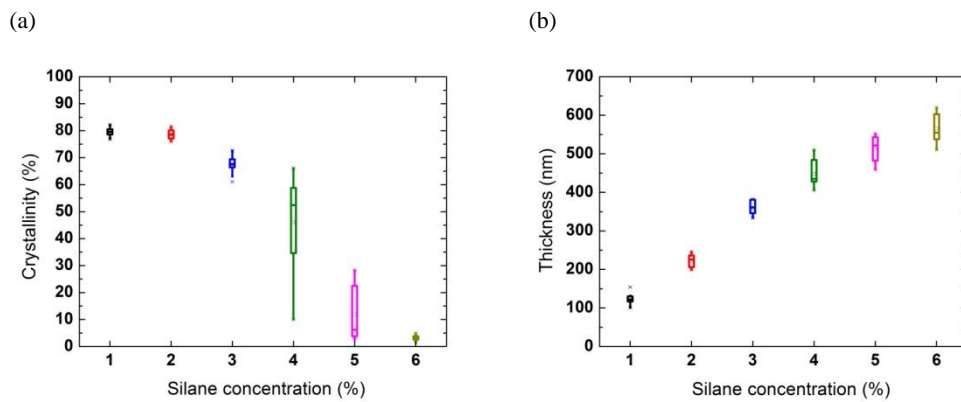 (a)
(b)
100
90
80
70
60
50
40
30
20
10
0
Crystallinity (%)
1 2 3 4 5 6
Silane concentration (%)
700
600
500
400
300
200
100
0
Thickness (nm)
1 2 3 4 5 6
Silane concentration (%)